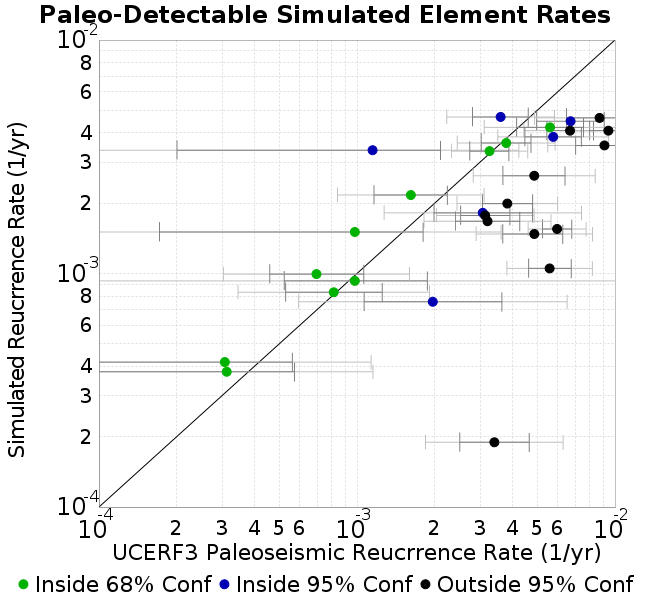 Paleo-Detectable Simulated Element Rates
10-2
8
6
4
3
2
10-3
8
6
4
3
2
10-4
Simulated Reucrrence Rate (1/yr)
10-4 2 3 4 5 6 10-3 2 3 4 5 6 10-2
UCERF3 Paleoseismic Reucrrence Rate (1/yr)
Inside 68% Conf Inside 95% Conf Outside 95% Conf